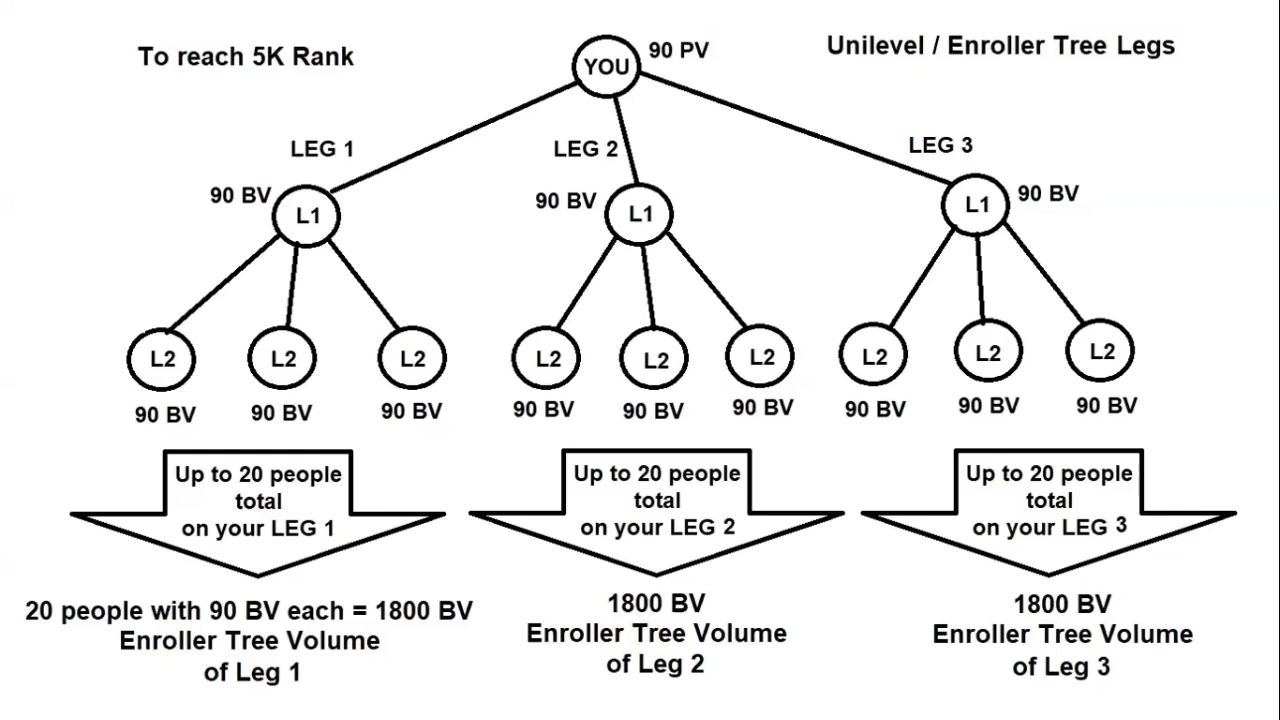 To reach 5K Rank
YOU
90 PV
Unilevel / Enroller Tree Legs
LEG 1
LEG 2
LEG 3
90 BV
L1
90 BV
L1
L1
90 BV
L2
L2
L2
L2
L2
L2
L2
L2
L2
90 BV
90 BV
90 BV
90 BV
90 BV
90 BV
90 BV
90 BV
90 BV
Up to 20 people
total
on your LEG 1
Up to 20 people
total
on your LEG 2
Up to 20 people
total
on your LEG 3
20 people with 90 BV each = 1800 BV
Enroller Tree Volume
of Leg 1
1800 BV
Enroller Tree Volume
of Leg 2
1800 BV
Enroller Tree Volume
of Leg 3